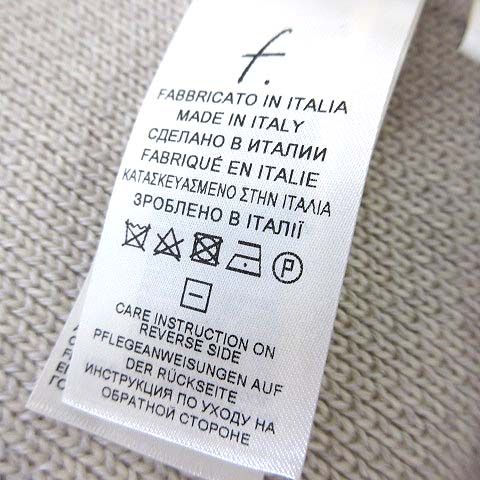 f.
FABBRICATO IN ITALIA
MADE IN ITALY
СДЕЛАНО В ИТАЛИИ
FABRIQUÉ EN ITALIE
ΚΑΤΑΣΚΕΥΑΣΜΕΝΟ ΣΤΗΝ ΙΤΑΛΙΑ
ЗРОБЛЕНО В ІТАЛІЇ
P
CARE INSTRUCTION ON
REVERSE SIDE
PFLEGEANWEISUNGEN AUF
DER RÜCKSEITE
ИНСТРУКЦИЯ ПО УХОДУ НА
ОБРАТНОЙ СТОРОНЕ